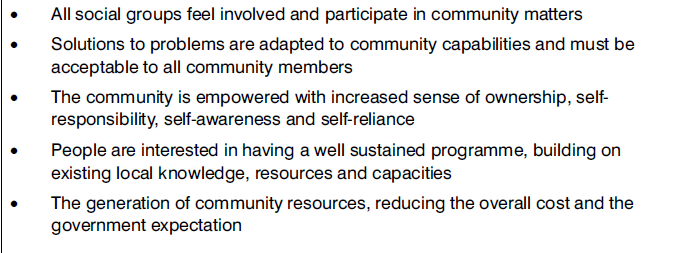 • All social groups feel involved and participate in community matters
• Solutions to problems are adapted to community capabilities and must be
acceptable to all community members
• The community is empowered with increased sense of ownership, self-
responsibility, self-awareness and self-reliance
• People are interested in having a well sustained programme, building on
existing local knowledge, resources and capacities
• The generation of community resources, reducing the overall cost and the
government expectation